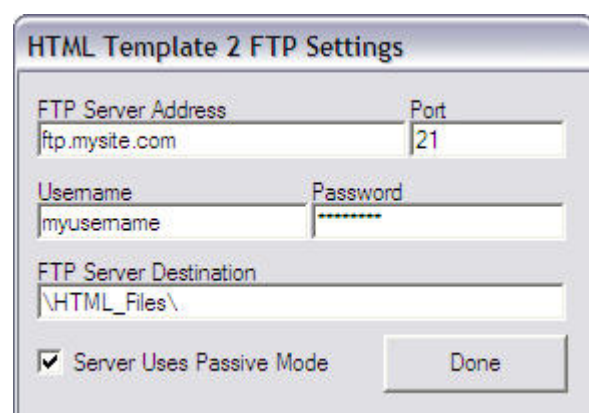 HTML Template 2 FTP Settings
FTP Server Address Port
ftp.mysite.com 21
Username Password
myusername ********
FTP Server Destination
\HTML_Files\
Server Uses Passive Mode Done